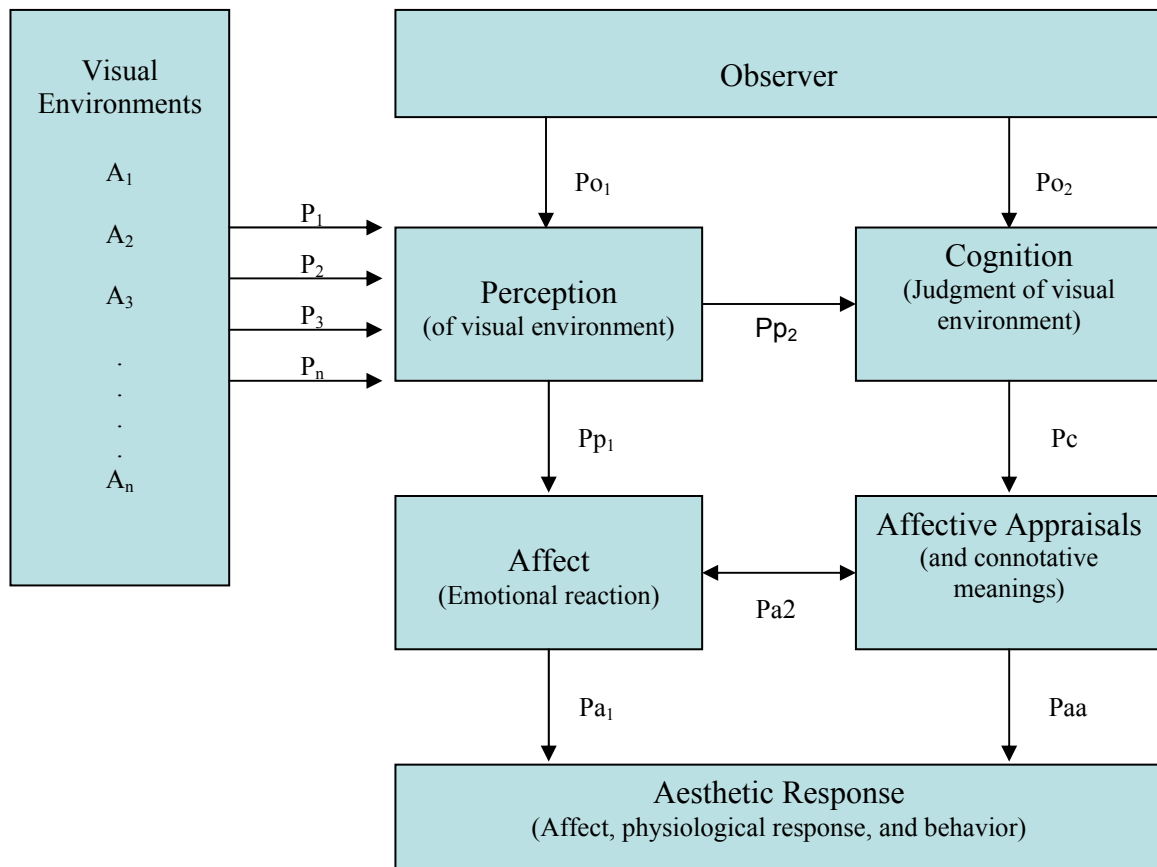 Visual
Environments
A₁
A₂
A₃
.
.
.
.
Aₙ
P₁
P₂
P₃
Pₙ
Observer
Po₁
Po₂
Perception
(of visual environment)
Pp₂
Cognition
(Judgment of visual
environment)
Pp₁
Pc
Affect
(Emotional reaction)
Pa2
Affective Appraisals
(and connotative
meanings)
Pa₁
Paa
Aesthetic Response
(Affect, physiological response, and behavior)